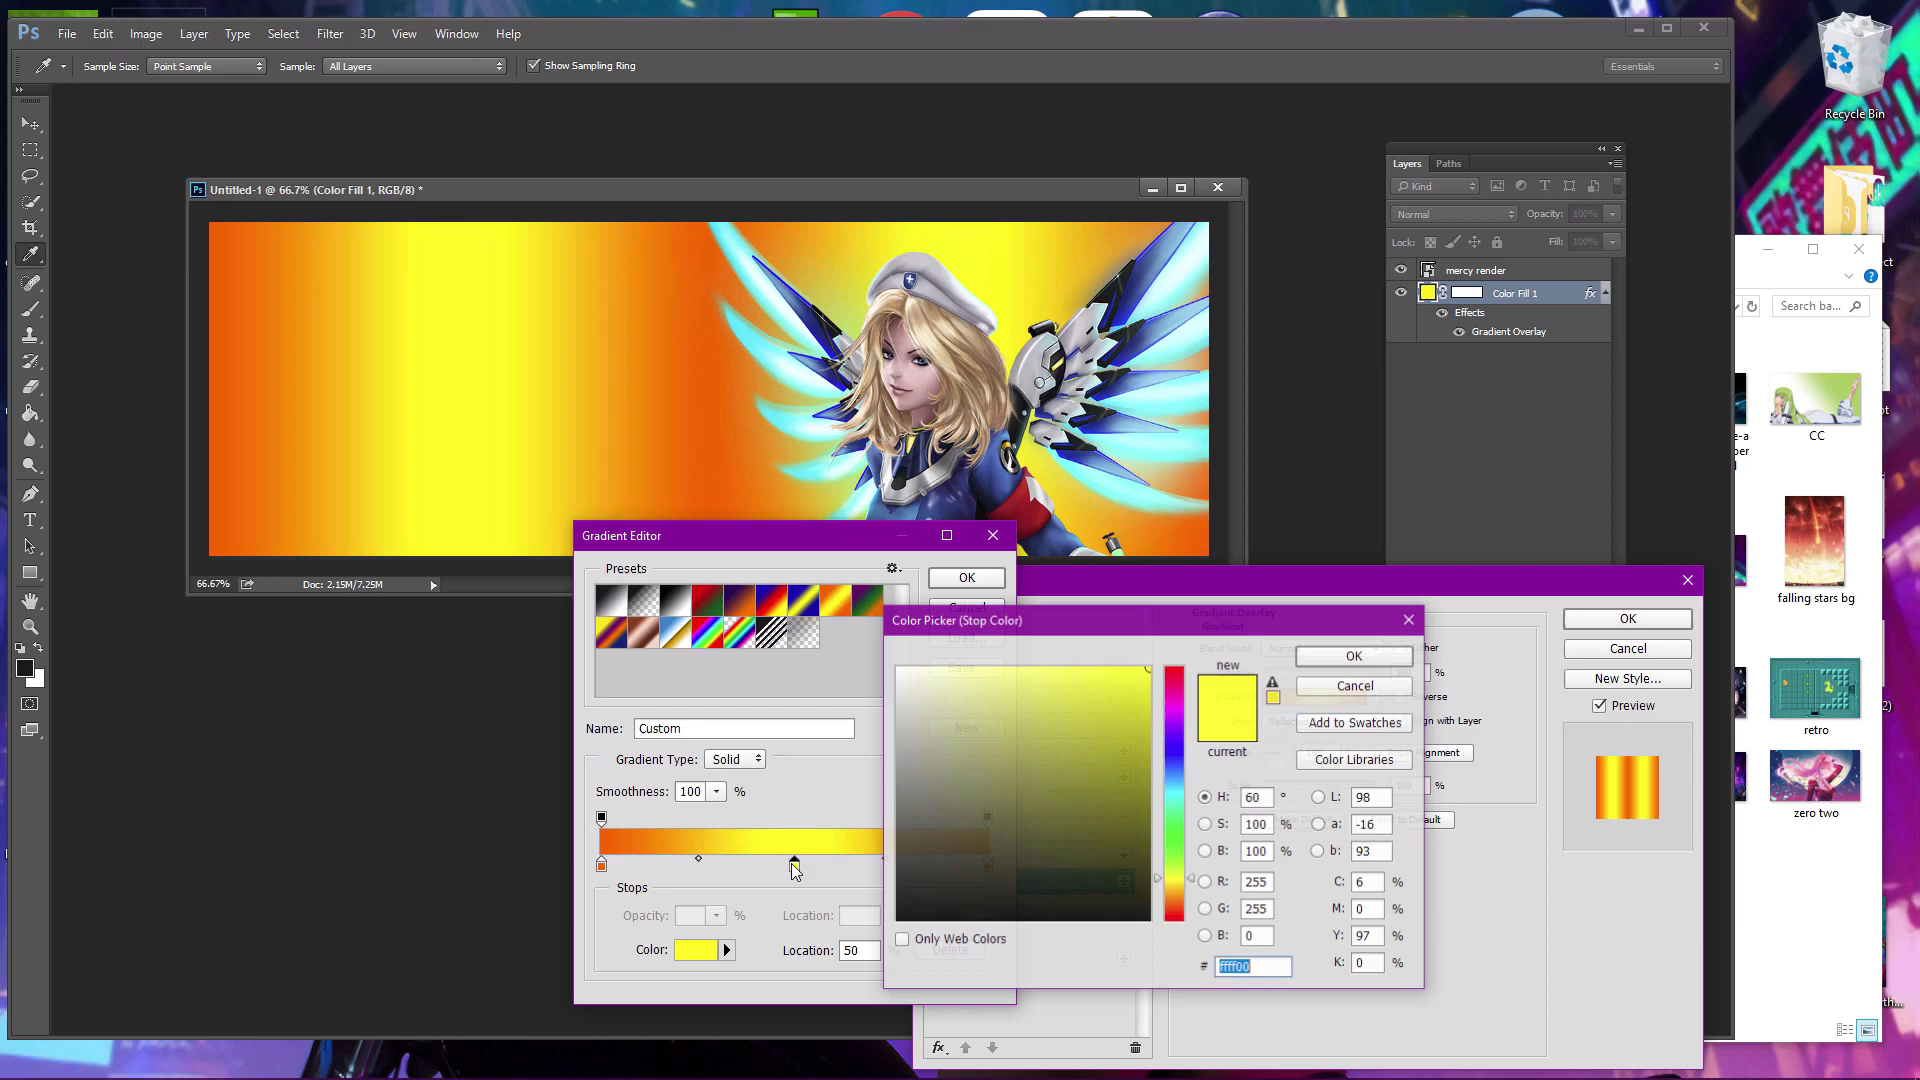 Ps File Edit Image Layer Type Select Filter 3D View Window Help
Sample Size: Point Sample Sample: All Layers Show Sampling Ring Essentials
Recycle Bin
Layers Paths
Kind
Ps Untitled-1 @ 66.7% (Color Fill 1, RGB/8) *
Normal Opacity: 100%
Lock: Fill: 100%
mercy render
Color Fill 1 fx
Effects
Gradient Overlay
Search ba...
CC
falling stars bg
retro
zero two
66.67% Doc: 2.15M/7.25M
Gradient Editor
Presets
OK
Cancel
Load...
Save...
New
Name: Custom
Gradient Type: Solid
Smoothness: 100 %
Stops
Opacity: % Location:
Color: Location: 50 %
Delete
Color Picker (Stop Color)
new
current
OK
Cancel
Add to Swatches
Color Libraries
H: 60 ° L: 98
S: 100 % a: -16
B: 100 % b: 93
R: 255 C: 6 %
G: 255 M: 0 %
B: 0 Y: 97 %
K: 0 %
# ffff00
Only Web Colors
Gradient Overlay
Gradient
Blend Mode:
%
%
OK
Cancel
New Style...
Preview
fx